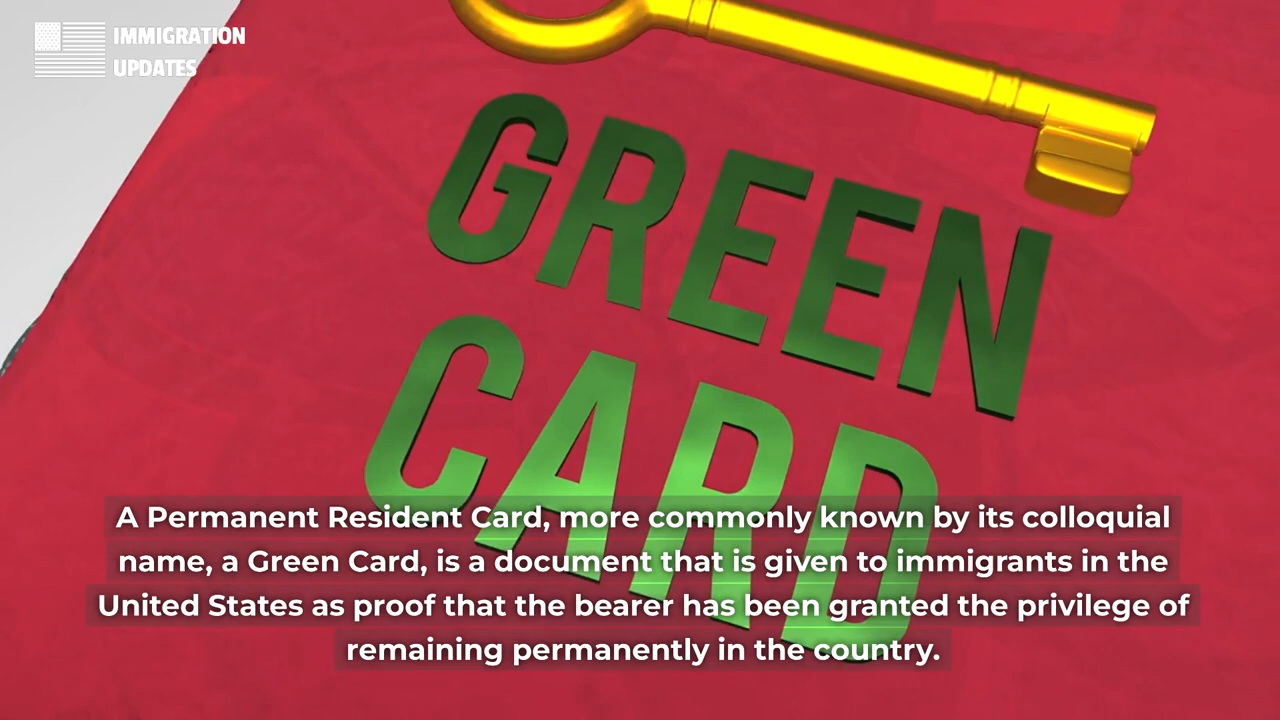 IMMIGRATION
UPDATES
GREEN
CARD
A Permanent Resident Card, more commonly known by its colloquial
name, a Green Card, is a document that is given to immigrants in the
United States as proof that the bearer has been granted the privilege of
remaining permanently in the country.